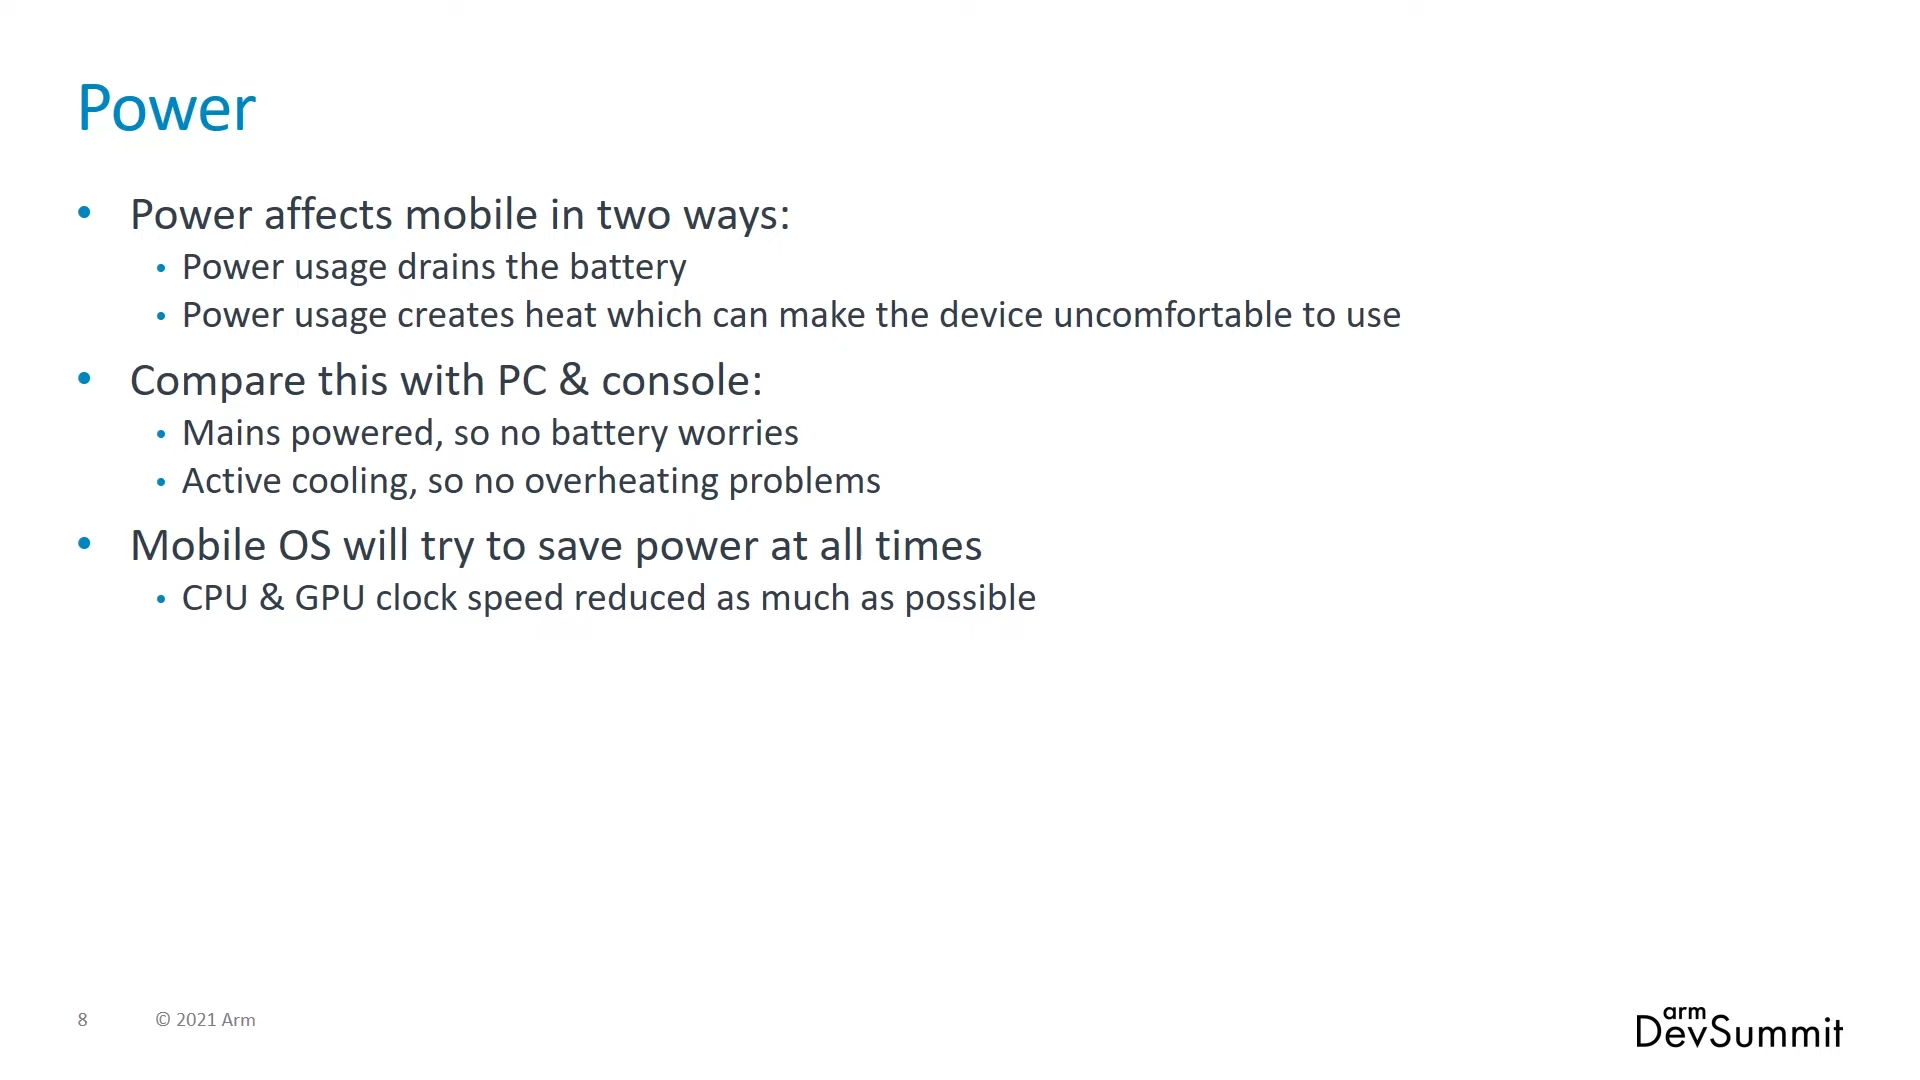 Power
• Power affects mobile in two ways:
• Power usage drains the battery
• Power usage creates heat which can make the device uncomfortable to use
• Compare this with PC & console:
• Mains powered, so no battery worries
• Active cooling, so no overheating problems
• Mobile OS will try to save power at all times
• CPU & GPU clock speed reduced as much as possible
8 © 2021 Arm
arm
DevSummit